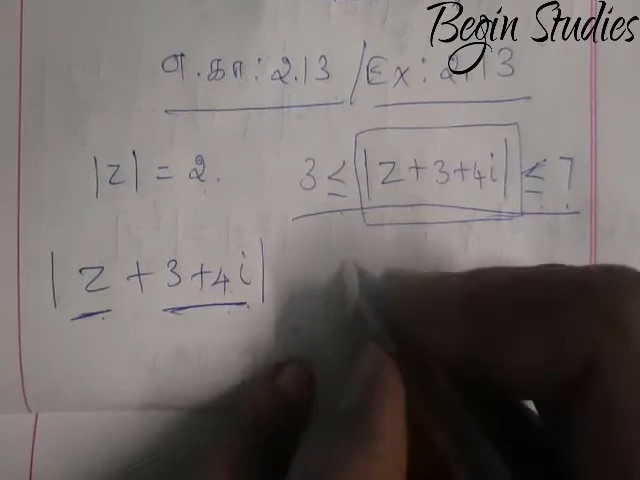 Begin Studies
எ.கா: 2.13 / Ex: 2.13
|z| = 2. 3 ≤ |z+3+4i| ≤ 7
|z + 3+4i|